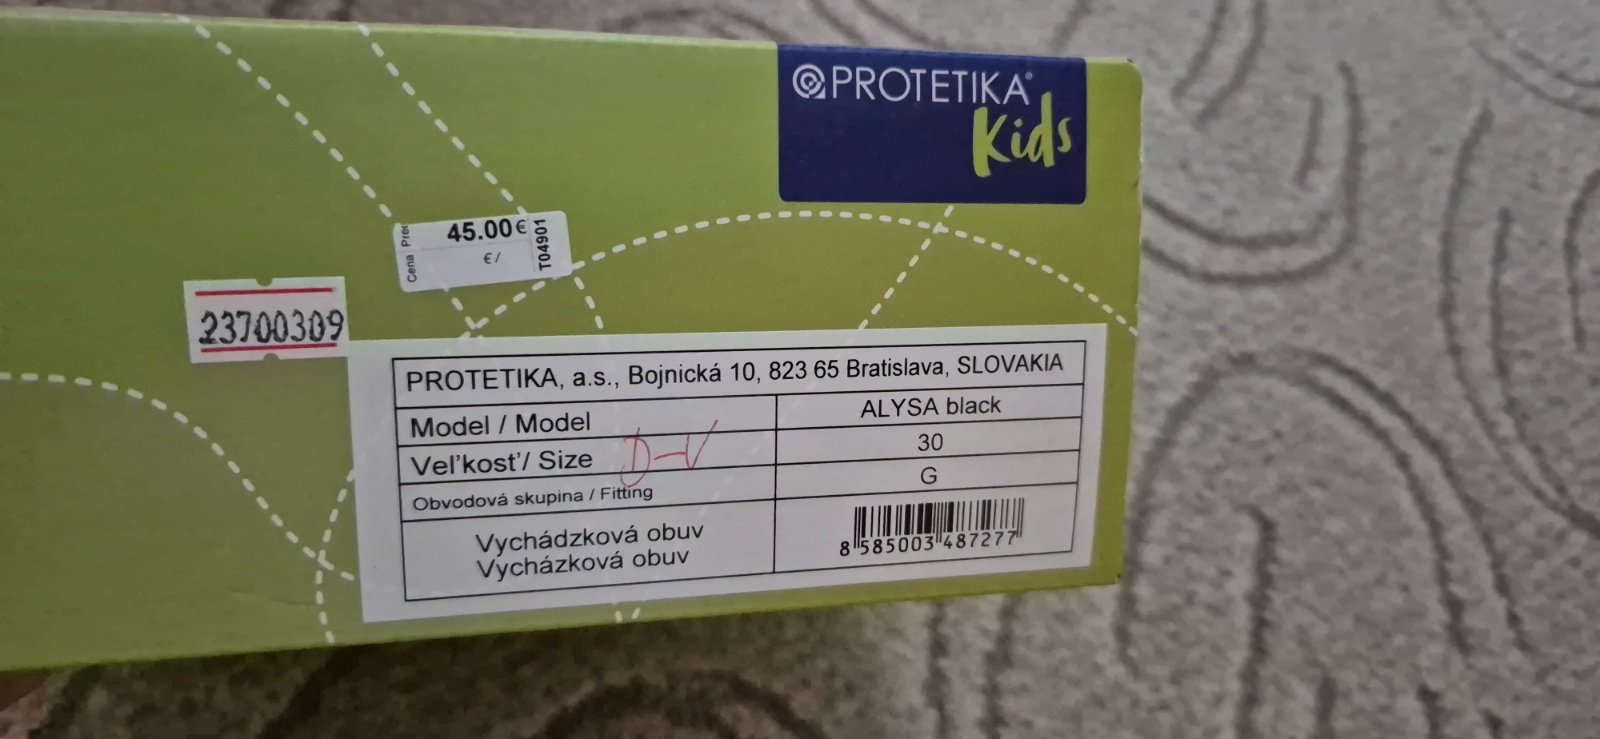 PROTETIKA®
Kids
Cena
45.00€
€/
T04901
23700309
PROTETIKA, a.s., Bojnická 10, 823 65 Bratislava, SLOVAKIA
Model / Model ALYSA black
Veľkosť/ Size D-V 30
Obvodová skupina / Fitting G
Vychádzková obuv
Vycházková obuv
8 585003 487277